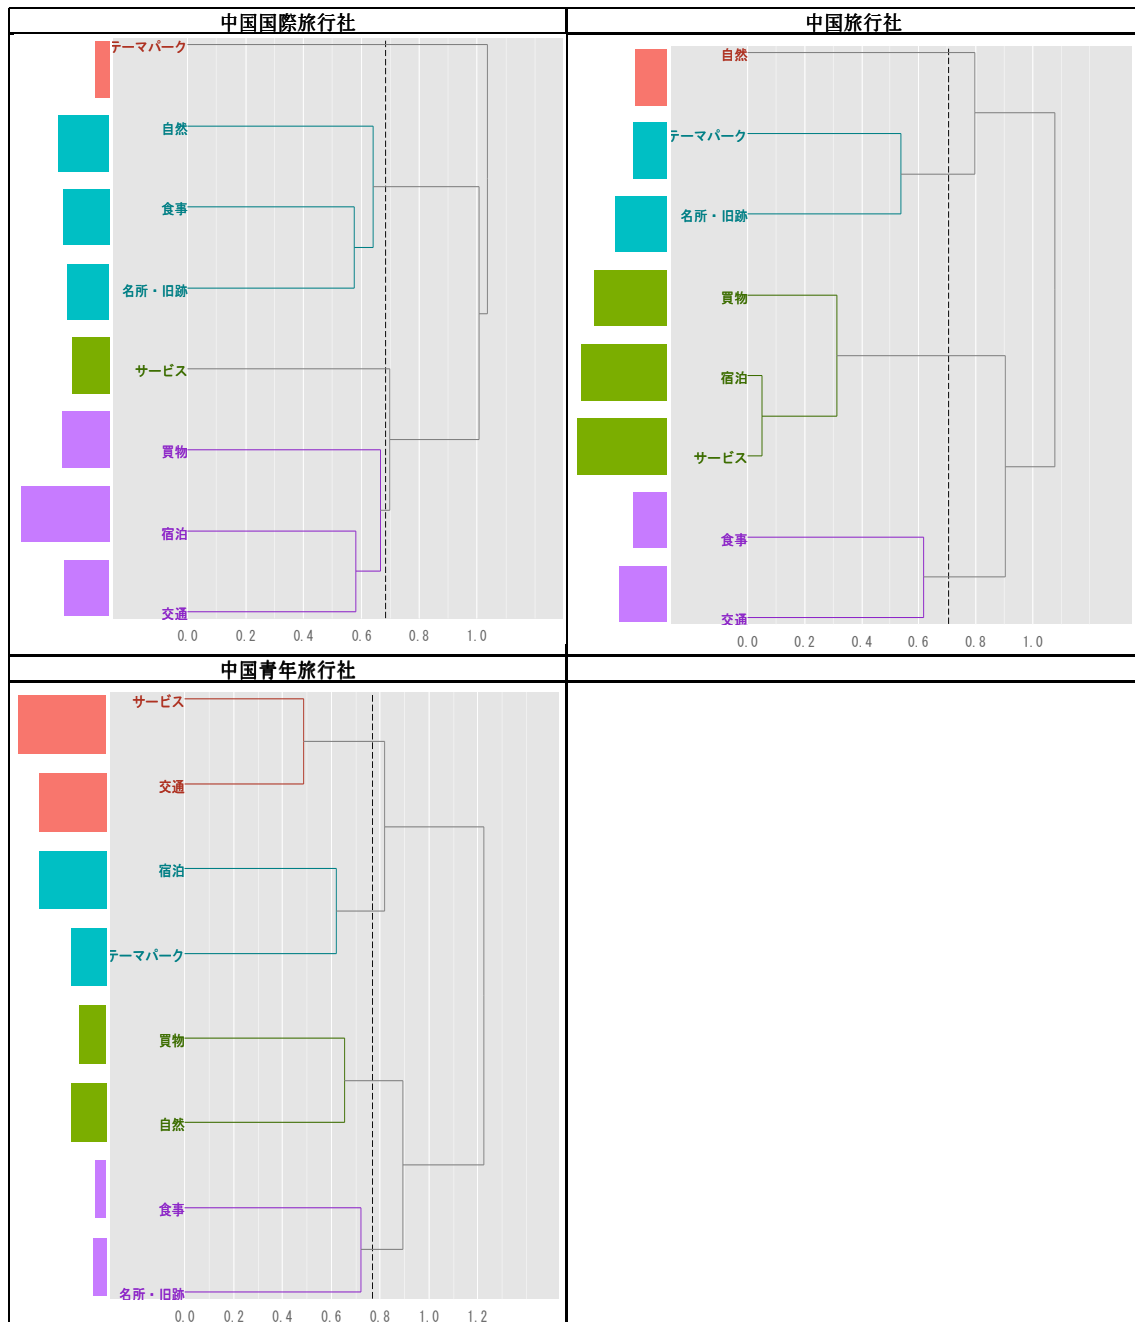 中国国際旅行社
テーマパーク
自然
食事
名所・旧跡
サービス
買物
宿泊
交通
0.0 0.2 0.4 0.6 0.8 1.0
中国旅行社
自然
テーマパーク
名所・旧跡
買物
宿泊
サービス
食事
交通
0.0 0.2 0.4 0.6 0.8 1.0
中国青年旅行社
サービス
交通
宿泊
テーマパーク
買物
自然
食事
名所・旧跡
0.0 0.2 0.4 0.6 0.8 1.0 1.2